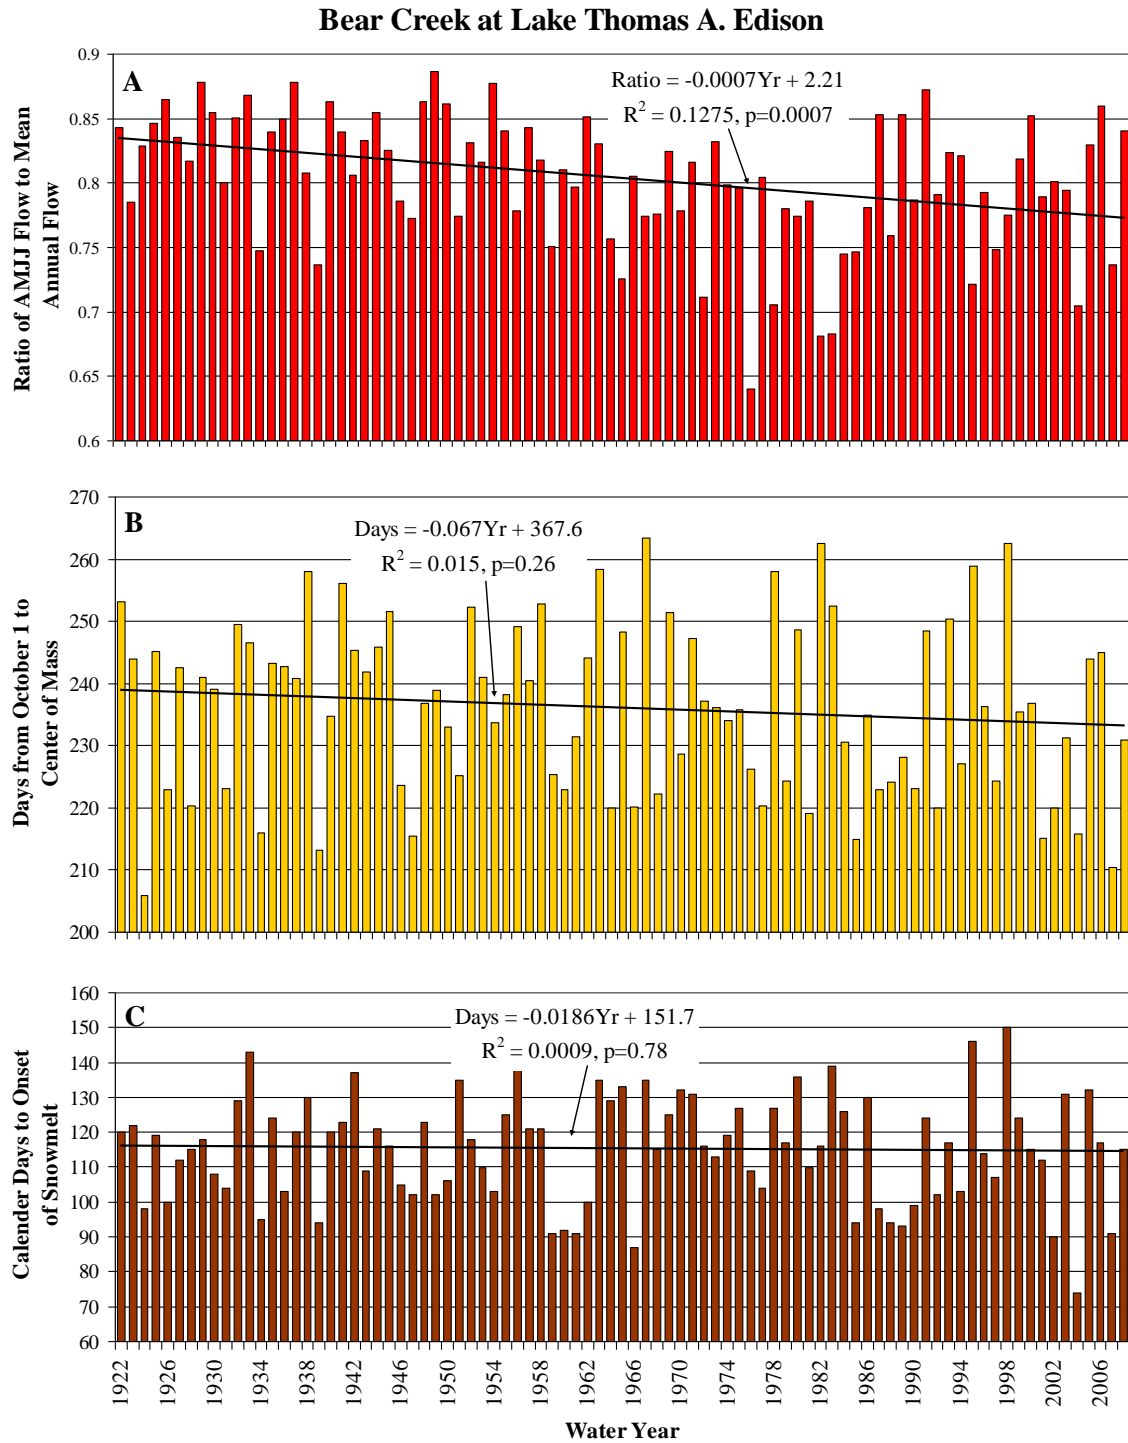 Bear Creek at Lake Thomas A. Edison
A
Ratio = -0.0007Yr + 2.21
R² = 0.1275, p=0.0007
Ratio of AMJJ Flow to Mean
Annual Flow
0.9
0.85
0.8
0.75
0.7
0.65
0.6
B
Days = -0.067Yr + 367.6
R² = 0.015, p=0.26
Days from October 1 to
Center of Mass
270
260
250
240
230
220
210
200
C
Days = -0.0186Yr + 151.7
R² = 0.0009, p=0.78
Calender Days to Onset
of Snowmelt
160
150
140
130
120
110
100
90
80
70
60
1922 1926 1930 1934 1938 1942 1946 1950 1954 1958 1962 1966 1970 1974 1978 1982 1986 1990 1994 1998 2002 2006
Water Year